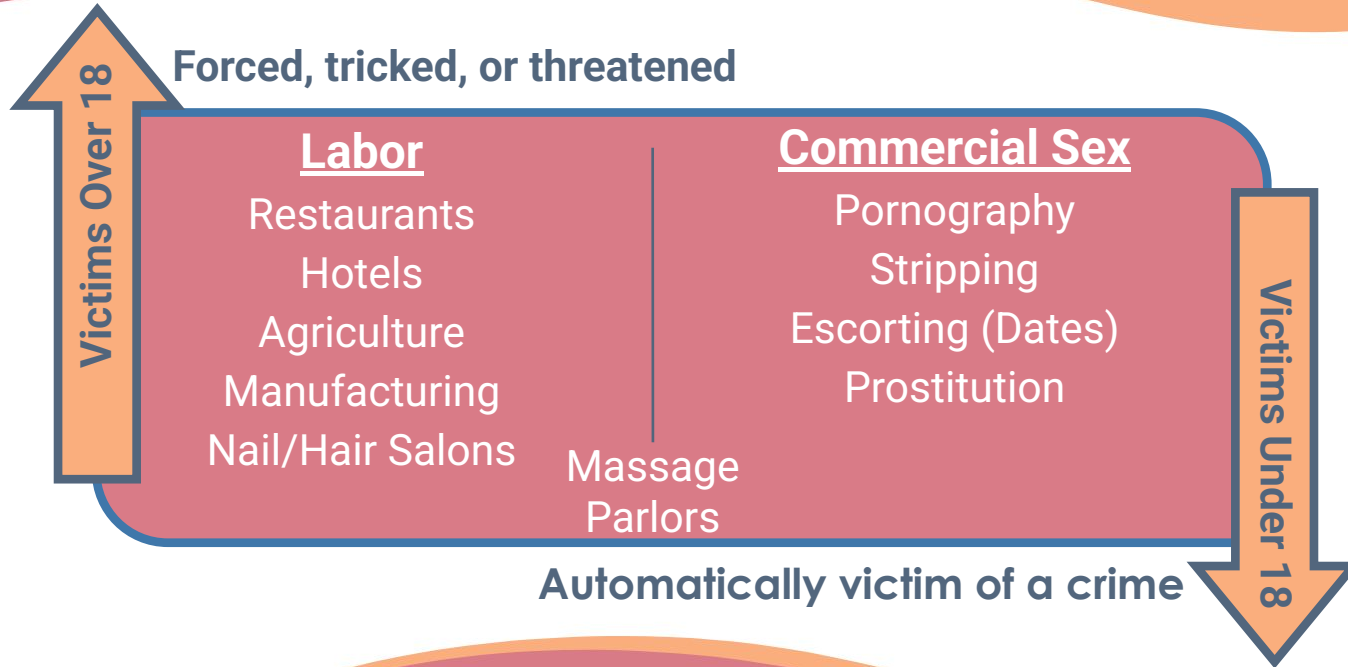 Forced, tricked, or threatened
Victims Over 18
Labor
Restaurants
Hotels
Agriculture
Manufacturing
Nail/Hair Salons
Commercial Sex
Pornography
Stripping
Escorting (Dates)
Prostitution
Massage
Parlors
Victims Under 18
Automatically victim of a crime